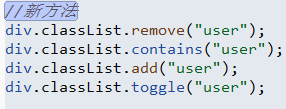 //新方法
div.classList.remove("user");
div.classList.contains("user");
div.classList.add("user");
div.classList.toggle("user");